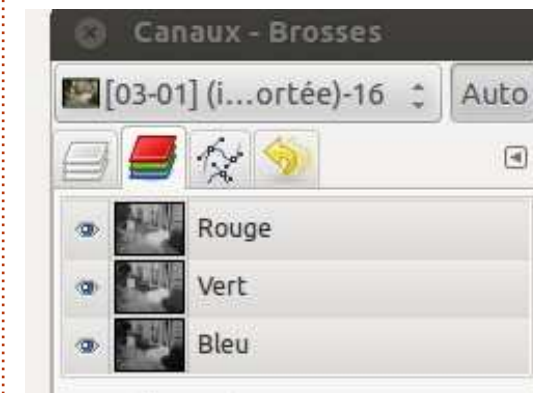 Canaux - Brosses
[03-01] (i...ortée)-16 Auto
Rouge
Vert
Bleu